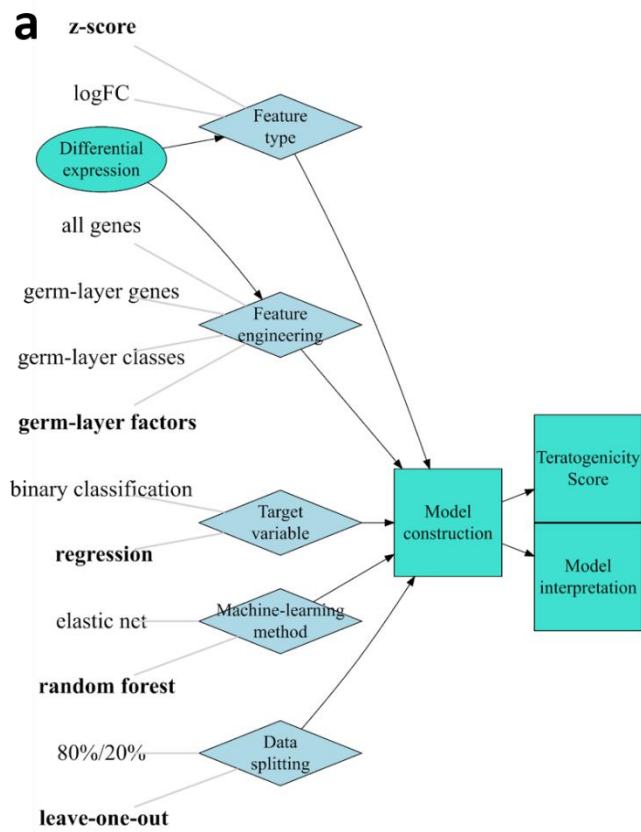 a
z-score
logFC
Feature
type
Differential
expression
all genes
germ-layer genes
Feature
engineering
germ-layer classes
germ-layer factors
binary classification
Target
variable
regression
elastic net
Machine-learning
method
random forest
80%/20%
Data
splitting
leave-one-out
Model
construction
Teratogenicity
Score
Model
interpretation